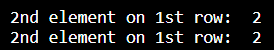 2nd element on 1st row:  2
2nd element on 1st row:  2